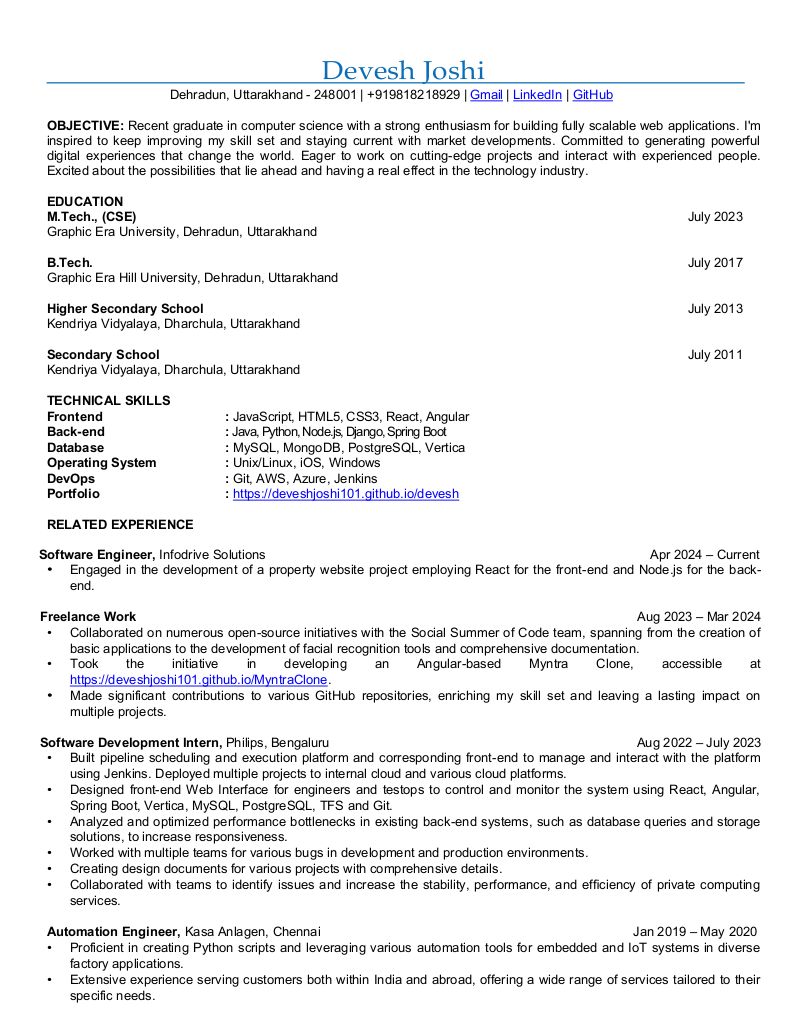 Devesh Joshi
Dehradun, Uttarakhand - 248001 | +919818218929 | Gmail | LinkedIn | GitHub
OBJECTIVE: Recent graduate in computer science with a strong enthusiasm for building fully scalable web applications. I'm
inspired to keep improving my skill set and staying current with market developments. Committed to generating powerful
digital experiences that change the world. Eager to work on cutting-edge projects and interact with experienced people.
Excited about the possibilities that lie ahead and having a real effect in the technology industry.
EDUCATION
M.Tech., (CSE) July 2023
Graphic Era University, Dehradun, Uttarakhand
B.Tech. July 2017
Graphic Era Hill University, Dehradun, Uttarakhand
Higher Secondary School July 2013
Kendriya Vidyalaya, Dharchula, Uttarakhand
Secondary School July 2011
Kendriya Vidyalaya, Dharchula, Uttarakhand
TECHNICAL SKILLS
Frontend : JavaScript, HTML5, CSS3, React, Angular
Back-end : Java, Python, Node.js, Django, Spring Boot
Database : MySQL, MongoDB, PostgreSQL, Vertica
Operating System : Unix/Linux, iOS, Windows
DevOps : Git, AWS, Azure, Jenkins
Portfolio : https://deveshjoshi101.github.io/devesh
RELATED EXPERIENCE
Software Engineer, Infodrive Solutions Apr 2024 – Current
• Engaged in the development of a property website project employing React for the front-end and Node.js for the back-
end.
Freelance Work Aug 2023 – Mar 2024
• Collaborated on numerous open-source initiatives with the Social Summer of Code team, spanning from the creation of
basic applications to the development of facial recognition tools and comprehensive documentation.
• Took the initiative in developing an Angular-based Myntra Clone, accessible at
https://deveshjoshi101.github.io/MyntraClone.
• Made significant contributions to various GitHub repositories, enriching my skill set and leaving a lasting impact on
multiple projects.
Software Development Intern, Philips, Bengaluru Aug 2022 – July 2023
• Built pipeline scheduling and execution platform and corresponding front-end to manage and interact with the platform
using Jenkins. Deployed multiple projects to internal cloud and various cloud platforms.
• Designed front-end Web Interface for engineers and testops to control and monitor the system using React, Angular,
Spring Boot, Vertica, MySQL, PostgreSQL, TFS and Git.
• Analyzed and optimized performance bottlenecks in existing back-end systems, such as database queries and storage
solutions, to increase responsiveness.
• Worked with multiple teams for various bugs in development and production environments.
• Creating design documents for various projects with comprehensive details.
• Collaborated with teams to identify issues and increase the stability, performance, and efficiency of private computing
services.
Automation Engineer, Kasa Anlagen, Chennai Jan 2019 – May 2020
• Proficient in creating Python scripts and leveraging various automation tools for embedded and IoT systems in diverse
factory applications.
• Extensive experience serving customers both within India and abroad, offering a wide range of services tailored to their
specific needs.